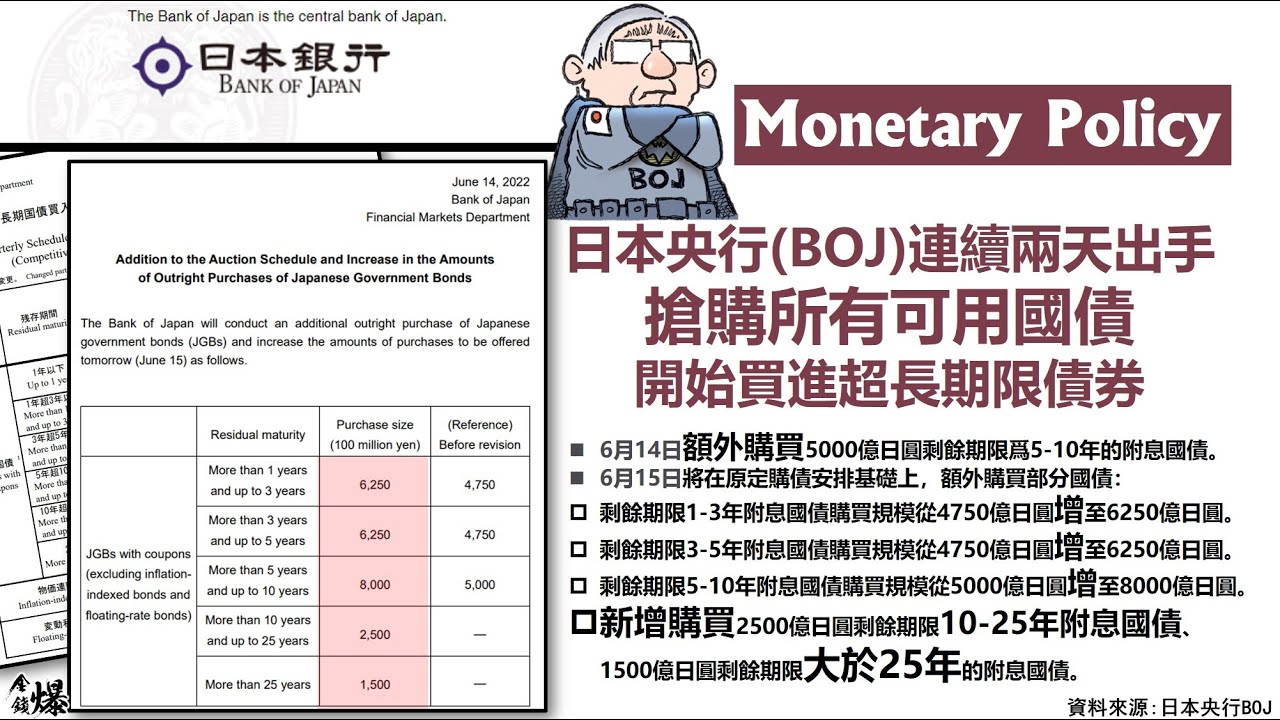 The Bank of Japan is the central bank of Japan.
日本銀行
BANK OF JAPAN
BOJ
Monetary Policy
日本央行(BOJ)連續兩天出手
搶購所有可用國債
開始買進超長期限債券
■ 6月14日額外購買5000億日圓剩餘期限爲5-10年的附息國債。
■ 6月15日將在原定購債安排基礎上，額外購買部分國債：
□ 剩餘期限1-3年附息國債購買規模從4750億日圓增至6250億日圓。
□ 剩餘期限3-5年附息國債購買規模從4750億日圓增至6250億日圓。
□ 剩餘期限5-10年附息國債購買規模從5000億日圓增至8000億日圓。
□新增購買2500億日圓剩餘期限10-25年附息國債、
1500億日圓剩餘期限大於25年的附息國債。
資料來源:日本央行BOJ
June 14, 2022
Bank of Japan
Financial Markets Department
Addition to the Auction Schedule and Increase in the Amounts
of Outright Purchases of Japanese Government Bonds
The Bank of Japan will conduct an additional outright purchase of Japanese
government bonds (JGBs) and increase the amounts of purchases to be offered
tomorrow (June 15) as follows.
Residual maturity
Purchase size
(100 million yen)
(Reference)
Before revision
JGBs with coupons
(excluding inflation-
indexed bonds and
floating-rate bonds)
More than 1 years
and up to 3 years
6,250
4,750
More than 3 years
and up to 5 years
6,250
4,750
More than 5 years
and up to 10 years
8,000
5,000
More than 10 years
and up to 25 years
2,500
—
More than 25 years
1,500
—
長期国債買入
(Competitiv
変更。 Changed part
残存期間
Residual maturi
1年以下
Up to 1 ye
1年超3年以
More than
and up to 3
3年超5年
More than
and up to
5年超10
More tha
and up t
10年超
More
and u
物価連
Inflation-ind
変動利
Floating-
金錢爆